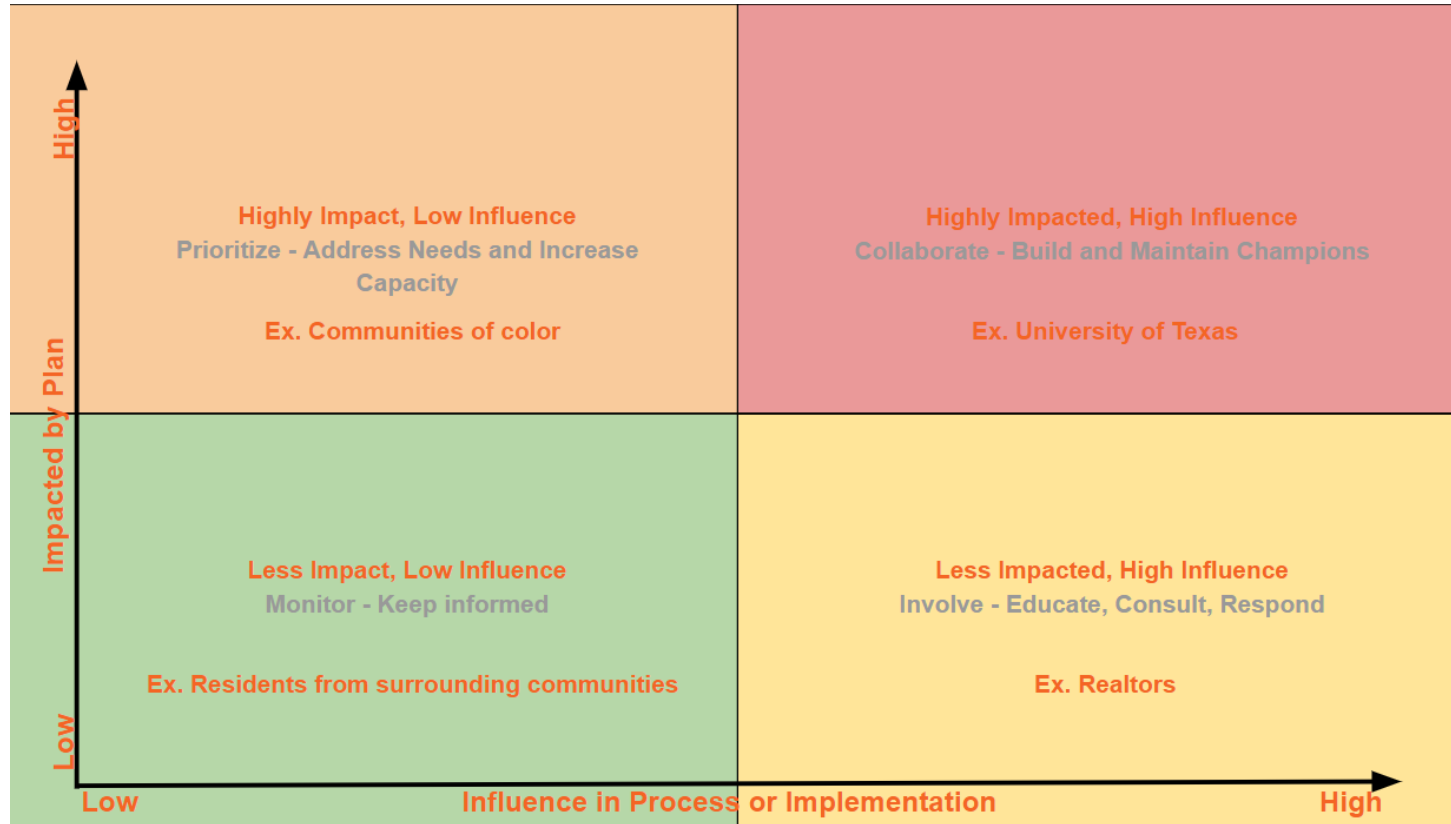 High
Highly Impact, Low Influence
Prioritize - Address Needs and Increase
Capacity
Ex. Communities of color
Highly Impacted, High Influence
Collaborate - Build and Maintain Champions
Ex. University of Texas
Impacted by Plan
Less Impact, Low Influence
Monitor - Keep informed
Ex. Residents from surrounding communities
Less Impacted, High Influence
Involve - Educate, Consult, Respond
Ex. Realtors
Low
Low
Influence in Process or Implementation
High